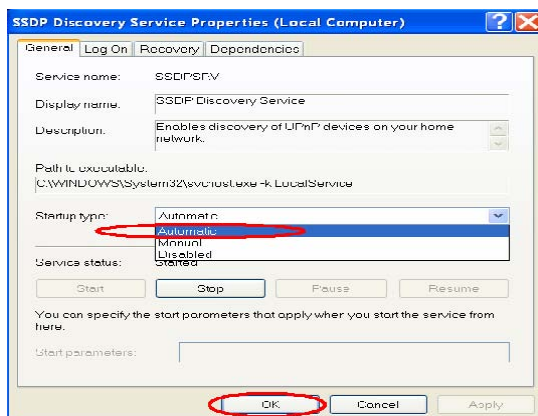 SSDP Discovery Service Properties (Local Computer)
General Log On Recovery Dependencies
Service name: SSDPSRV
Display name: SSDP Discovery Service
Description: Enables discovery of UPnP devices on your home
network.
Path to executable:
C:\WINDOWS\System32\svchost.exe -k LocalService
Startup type: Automatic
Automatic
Manual
Disabled
Service status: Started
Start Stop Pause Resume
You can specify the start parameters that apply when you start the service from
here.
Start parameters:
OK Cancel Apply